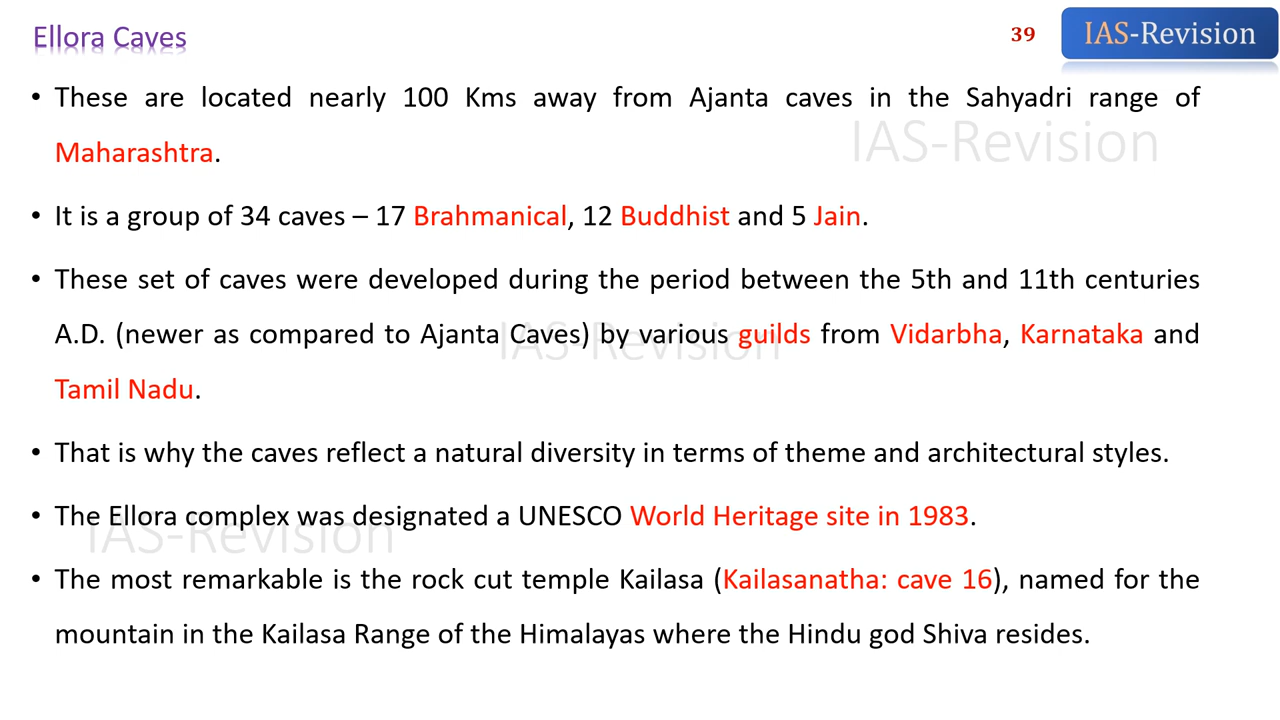 Ellora Caves
39
IAS-Revision
• These are located nearly 100 Kms away from Ajanta caves in the Sahyadri range of
Maharashtra.
IAS-Revision
• It is a group of 34 caves – 17 Brahmanical, 12 Buddhist and 5 Jain.
• These set of caves were developed during the period between the 5th and 11th centuries
A.D. (newer as compared to Ajanta Caves) by various guilds from Vidarbha, Karnataka and
IAS-Revision
Tamil Nadu.
• That is why the caves reflect a natural diversity in terms of theme and architectural styles.
• The Ellora complex was designated a UNESCO World Heritage site in 1983.
IAS-Revision
• The most remarkable is the rock cut temple Kailasa (Kailasanatha: cave 16), named for the
mountain in the Kailasa Range of the Himalayas where the Hindu god Shiva resides.